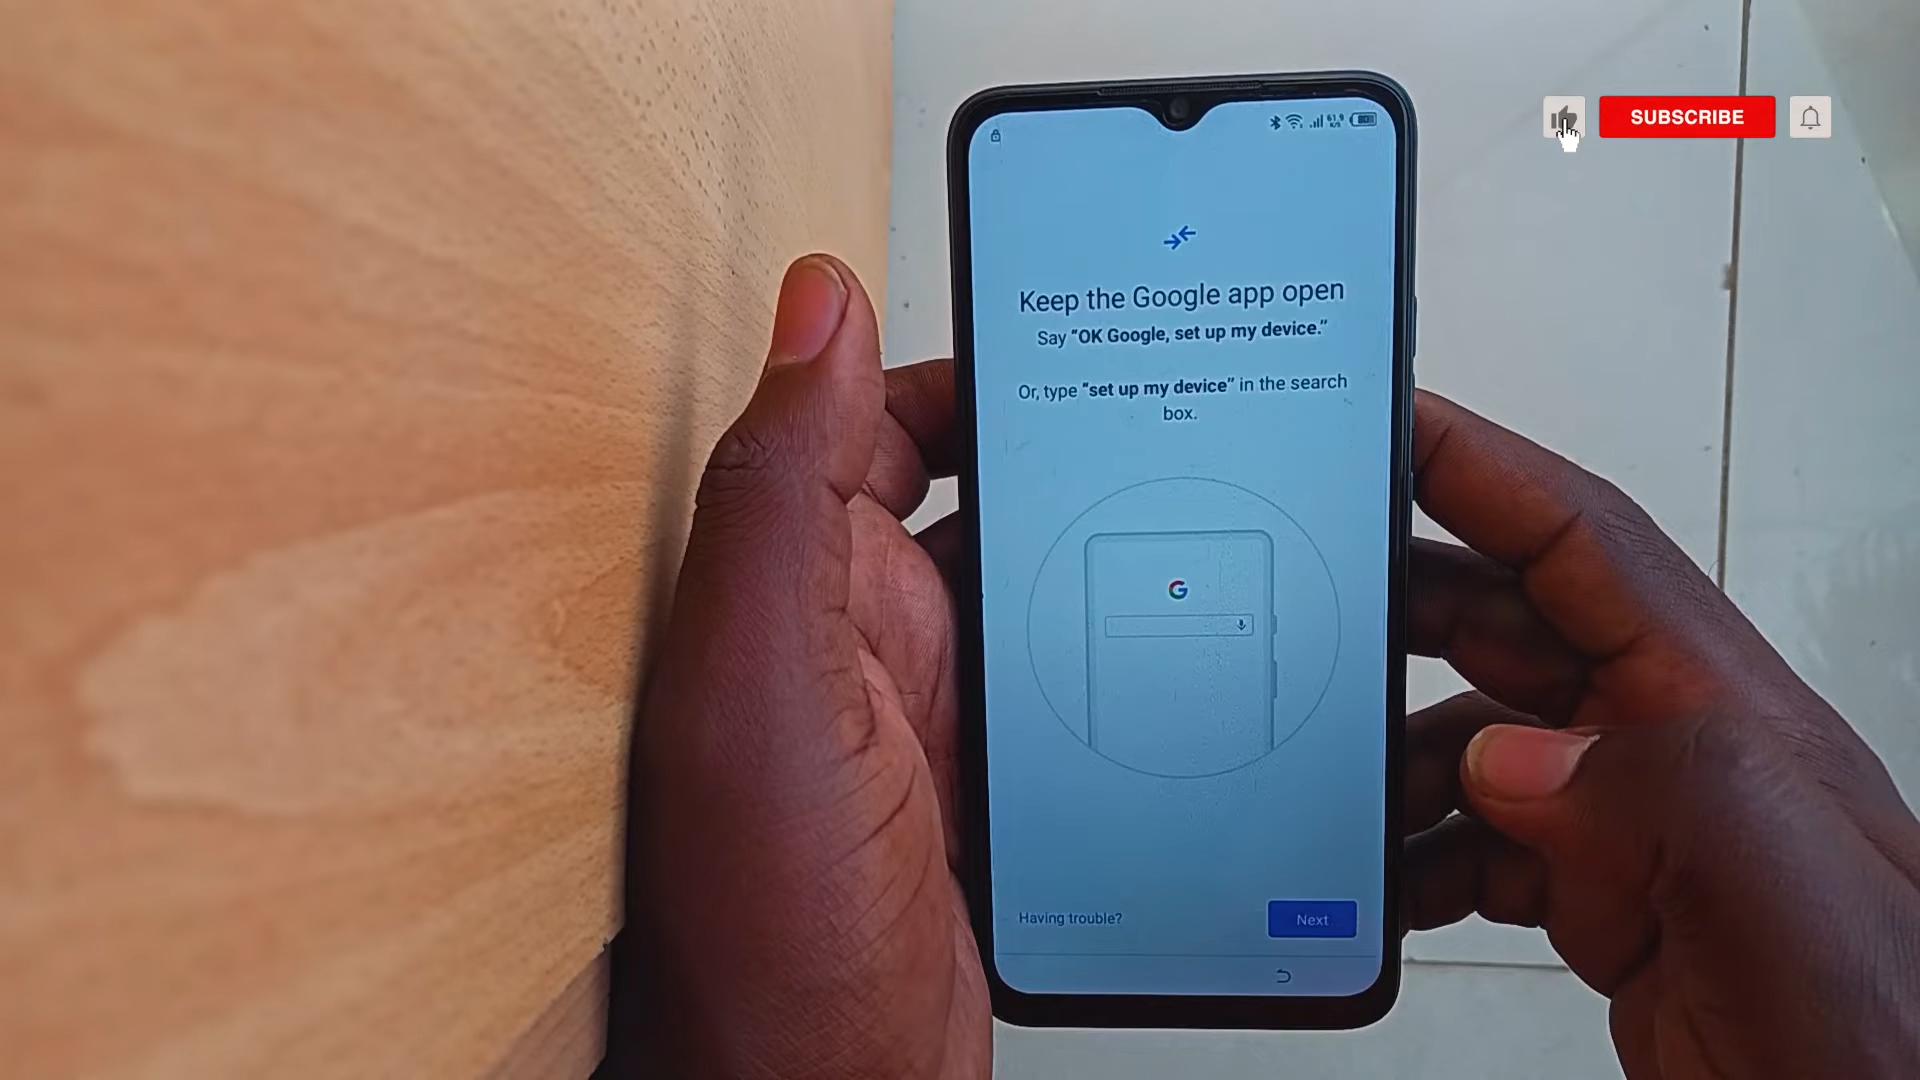 SUBSCRIBE
Keep the Google app open
Say “OK Google, set up my device.”
Or, type “set up my device” in the search
box.
G
Having trouble?
Next